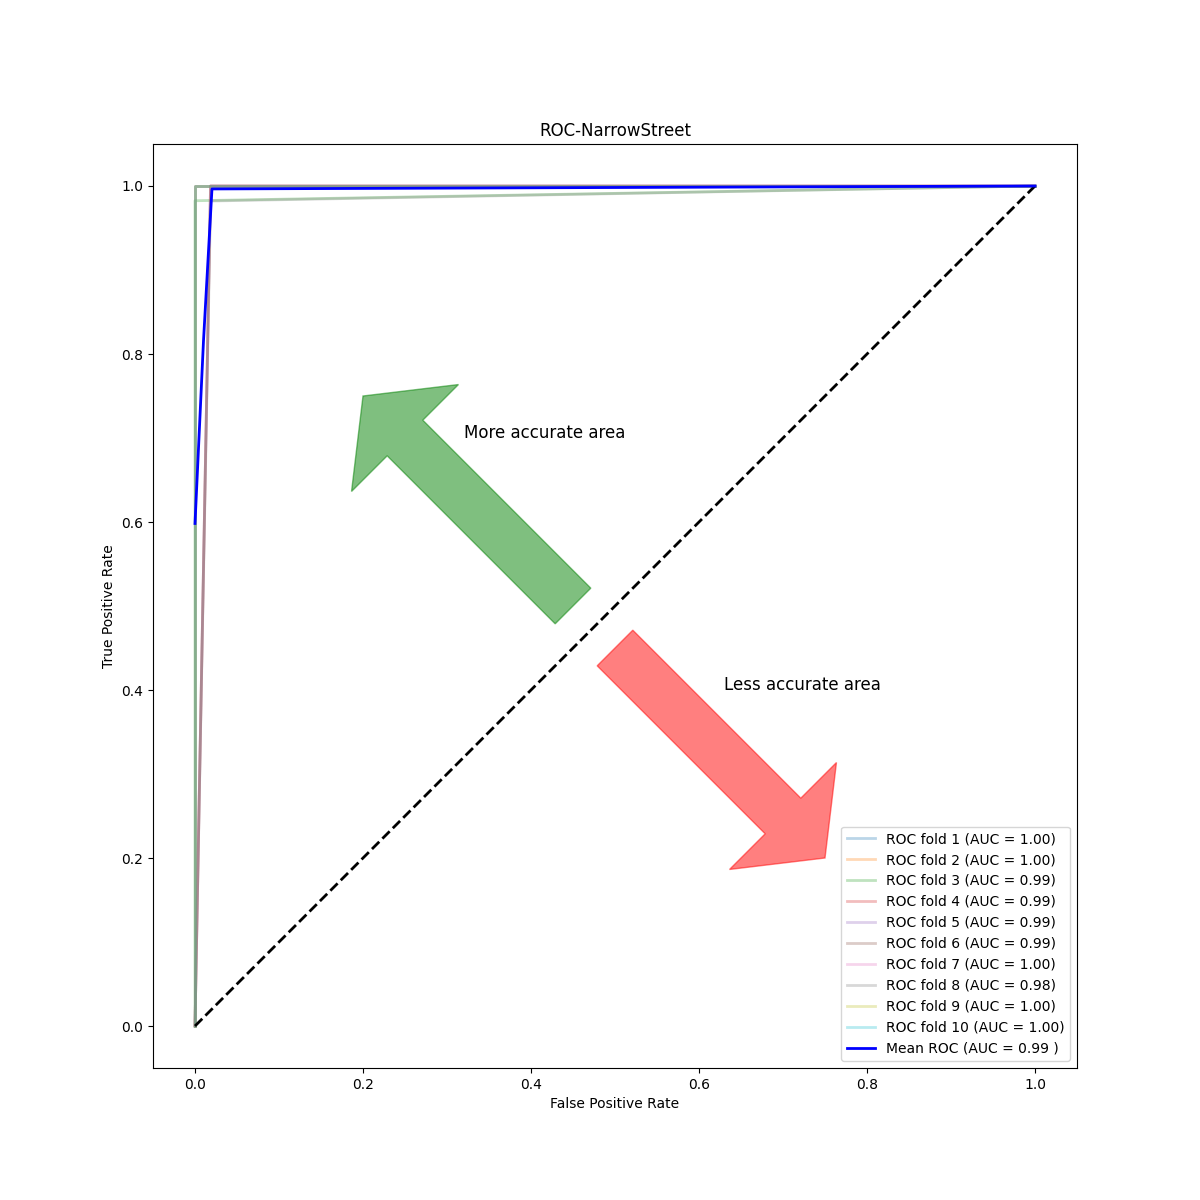 ROC-NarrowStreet
1.0
0.8
0.6
0.4
0.2
0.0
True Positive Rate
More accurate area
Less accurate area
ROC fold 1 (AUC = 1.00)
ROC fold 2 (AUC = 1.00)
ROC fold 3 (AUC = 0.99)
ROC fold 4 (AUC = 0.99)
ROC fold 5 (AUC = 0.99)
ROC fold 6 (AUC = 0.99)
ROC fold 7 (AUC = 1.00)
ROC fold 8 (AUC = 0.98)
ROC fold 9 (AUC = 1.00)
ROC fold 10 (AUC = 1.00)
Mean ROC (AUC = 0.99 )
0.0 0.2 0.4 0.6 0.8 1.0
False Positive Rate